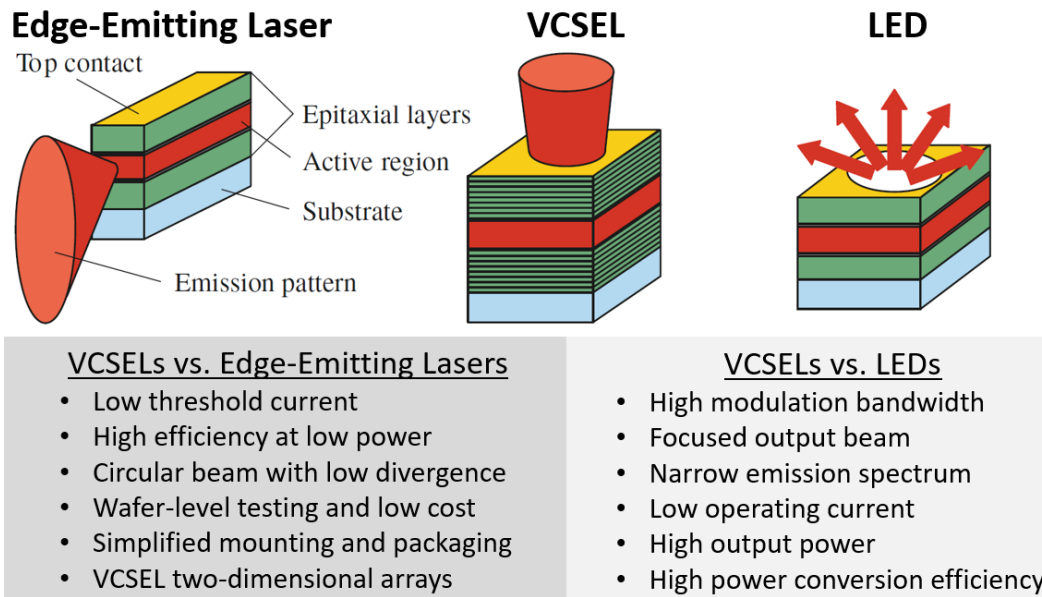 Edge-Emitting Laser
VCSEL
LED
Top contact
Epitaxial layers
Active region
Substrate
Emission pattern
VCSELs vs. Edge-Emitting Lasers
• Low threshold current
• High efficiency at low power
• Circular beam with low divergence
• Wafer-level testing and low cost
• Simplified mounting and packaging
• VCSEL two-dimensional arrays
VCSELs vs. LEDs
• High modulation bandwidth
• Focused output beam
• Narrow emission spectrum
• Low operating current
• High output power
• High power conversion efficiency